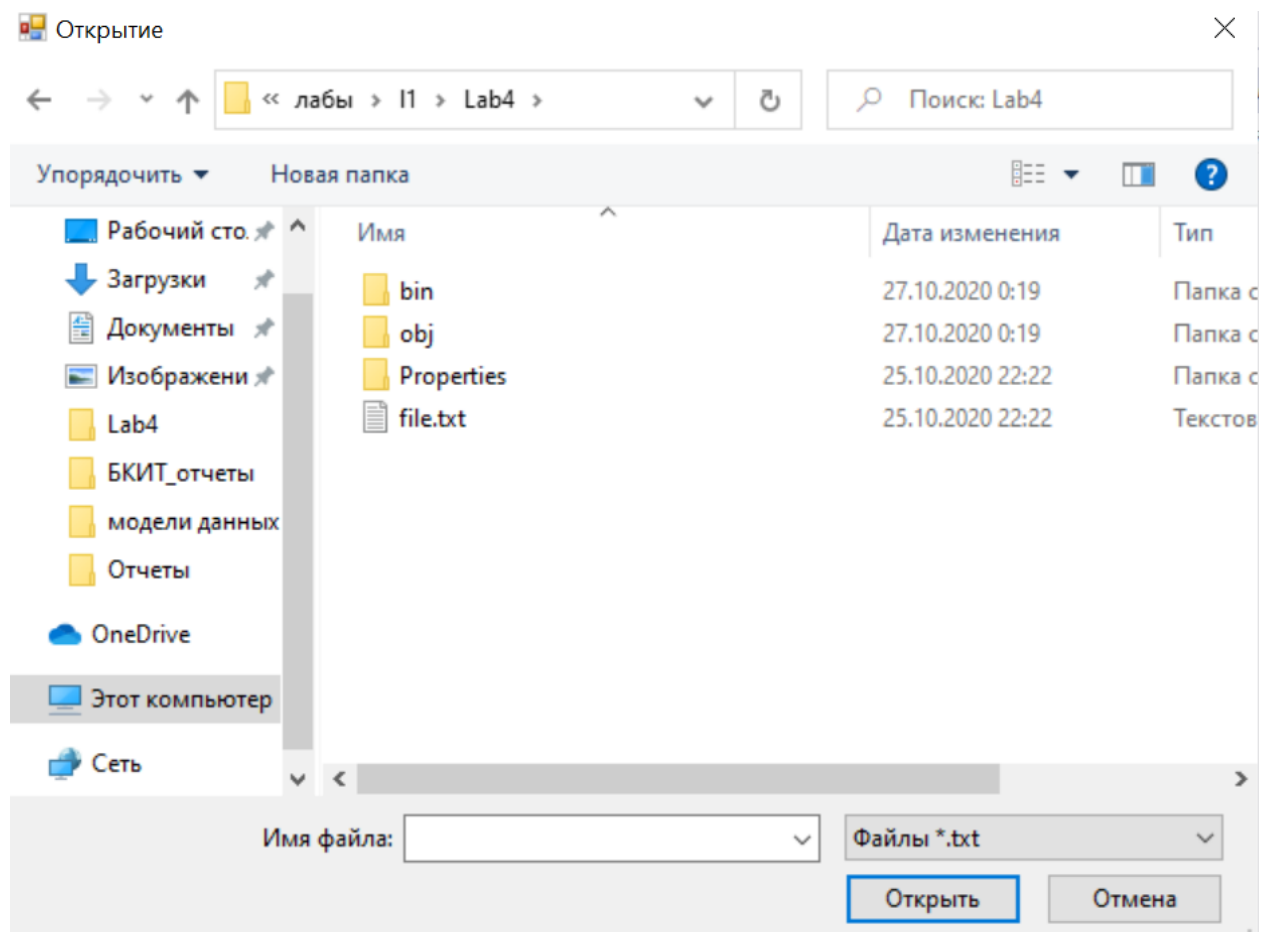 Открытие
« лабы > l1 > Lab4 >
Поиск: Lab4
Упорядочить
Новая папка
Рабочий сто.
Загрузки
Документы
Изображени
Lab4
БКИТ_отчеты
модели данных
Отчеты
OneDrive
Этот компьютер
Сеть
Имя Дата изменения Тип
bin 27.10.2020 0:19 Папка с
obj 27.10.2020 0:19 Папка с
Properties 25.10.2020 22:22 Папка с
file.txt 25.10.2020 22:22 Текстов
Имя файла:
Файлы *.txt
Открыть
Отмена